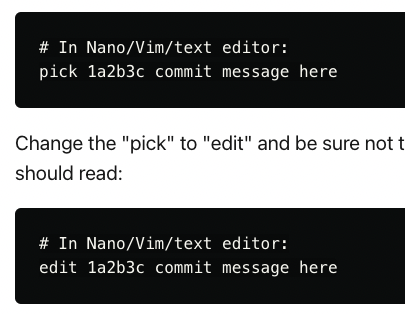 # In Nano/Vim/text editor:
pick 1a2b3c commit message here
Change the "pick" to "edit" and be sure not
should read:
# In Nano/Vim/text editor:
edit 1a2b3c commit message here